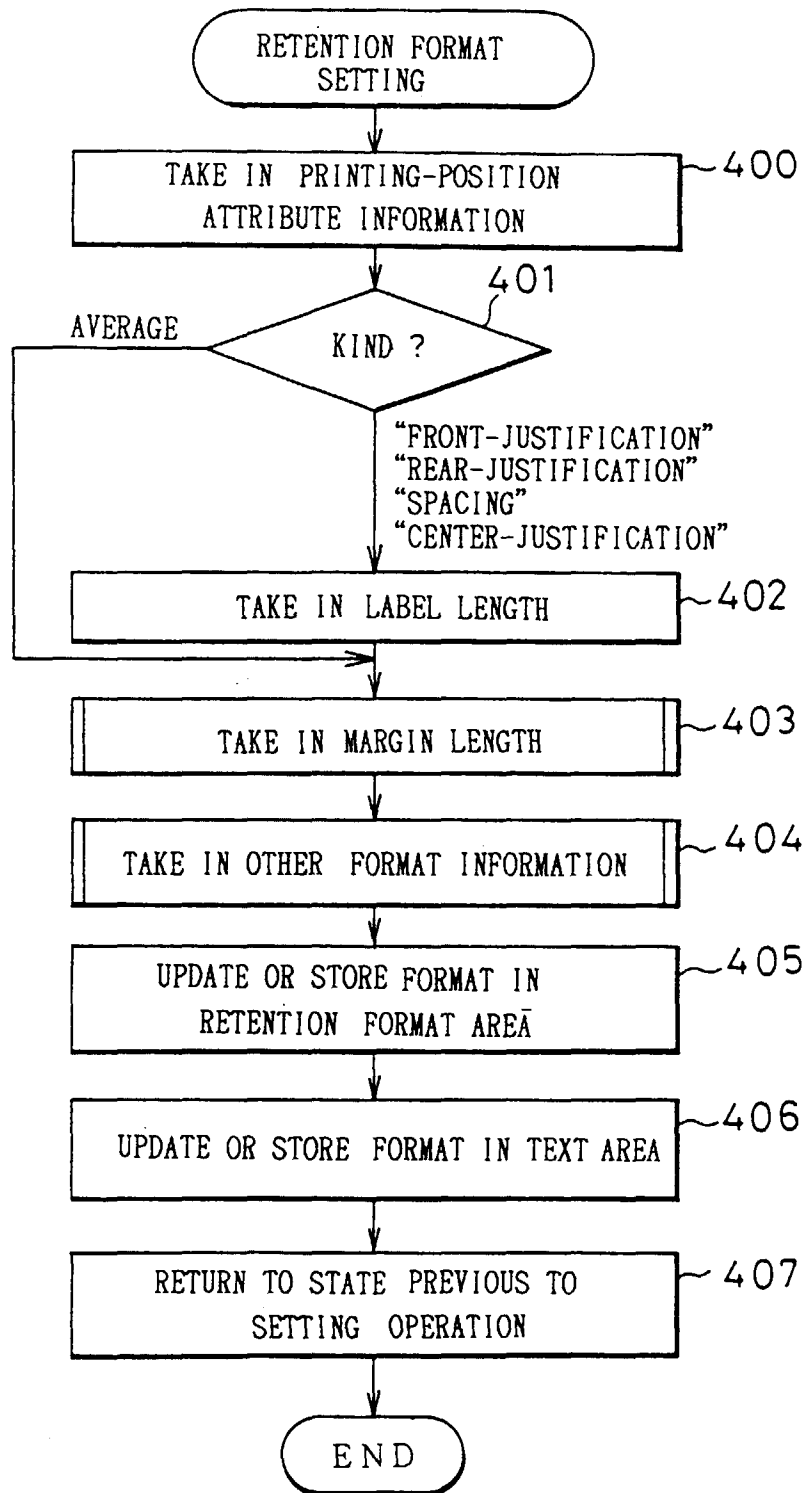 RETENTION FORMAT
SETTING
TAKE IN PRINTING-POSITION
ATTRIBUTE INFORMATION
400
401
AVERAGE
KIND ?
“FRONT-JUSTIFICATION”
“REAR-JUSTIFICATION”
“SPACING”
“CENTER-JUSTIFICATION”
TAKE IN LABEL LENGTH
402
TAKE IN MARGIN LENGTH
403
TAKE IN OTHER FORMAT INFORMATION
404
UPDATE OR STORE FORMAT IN
RETENTION FORMAT AREA
405
UPDATE OR STORE FORMAT IN TEXT AREA
406
RETURN TO STATE PREVIOUS TO
SETTING OPERATION
407
END